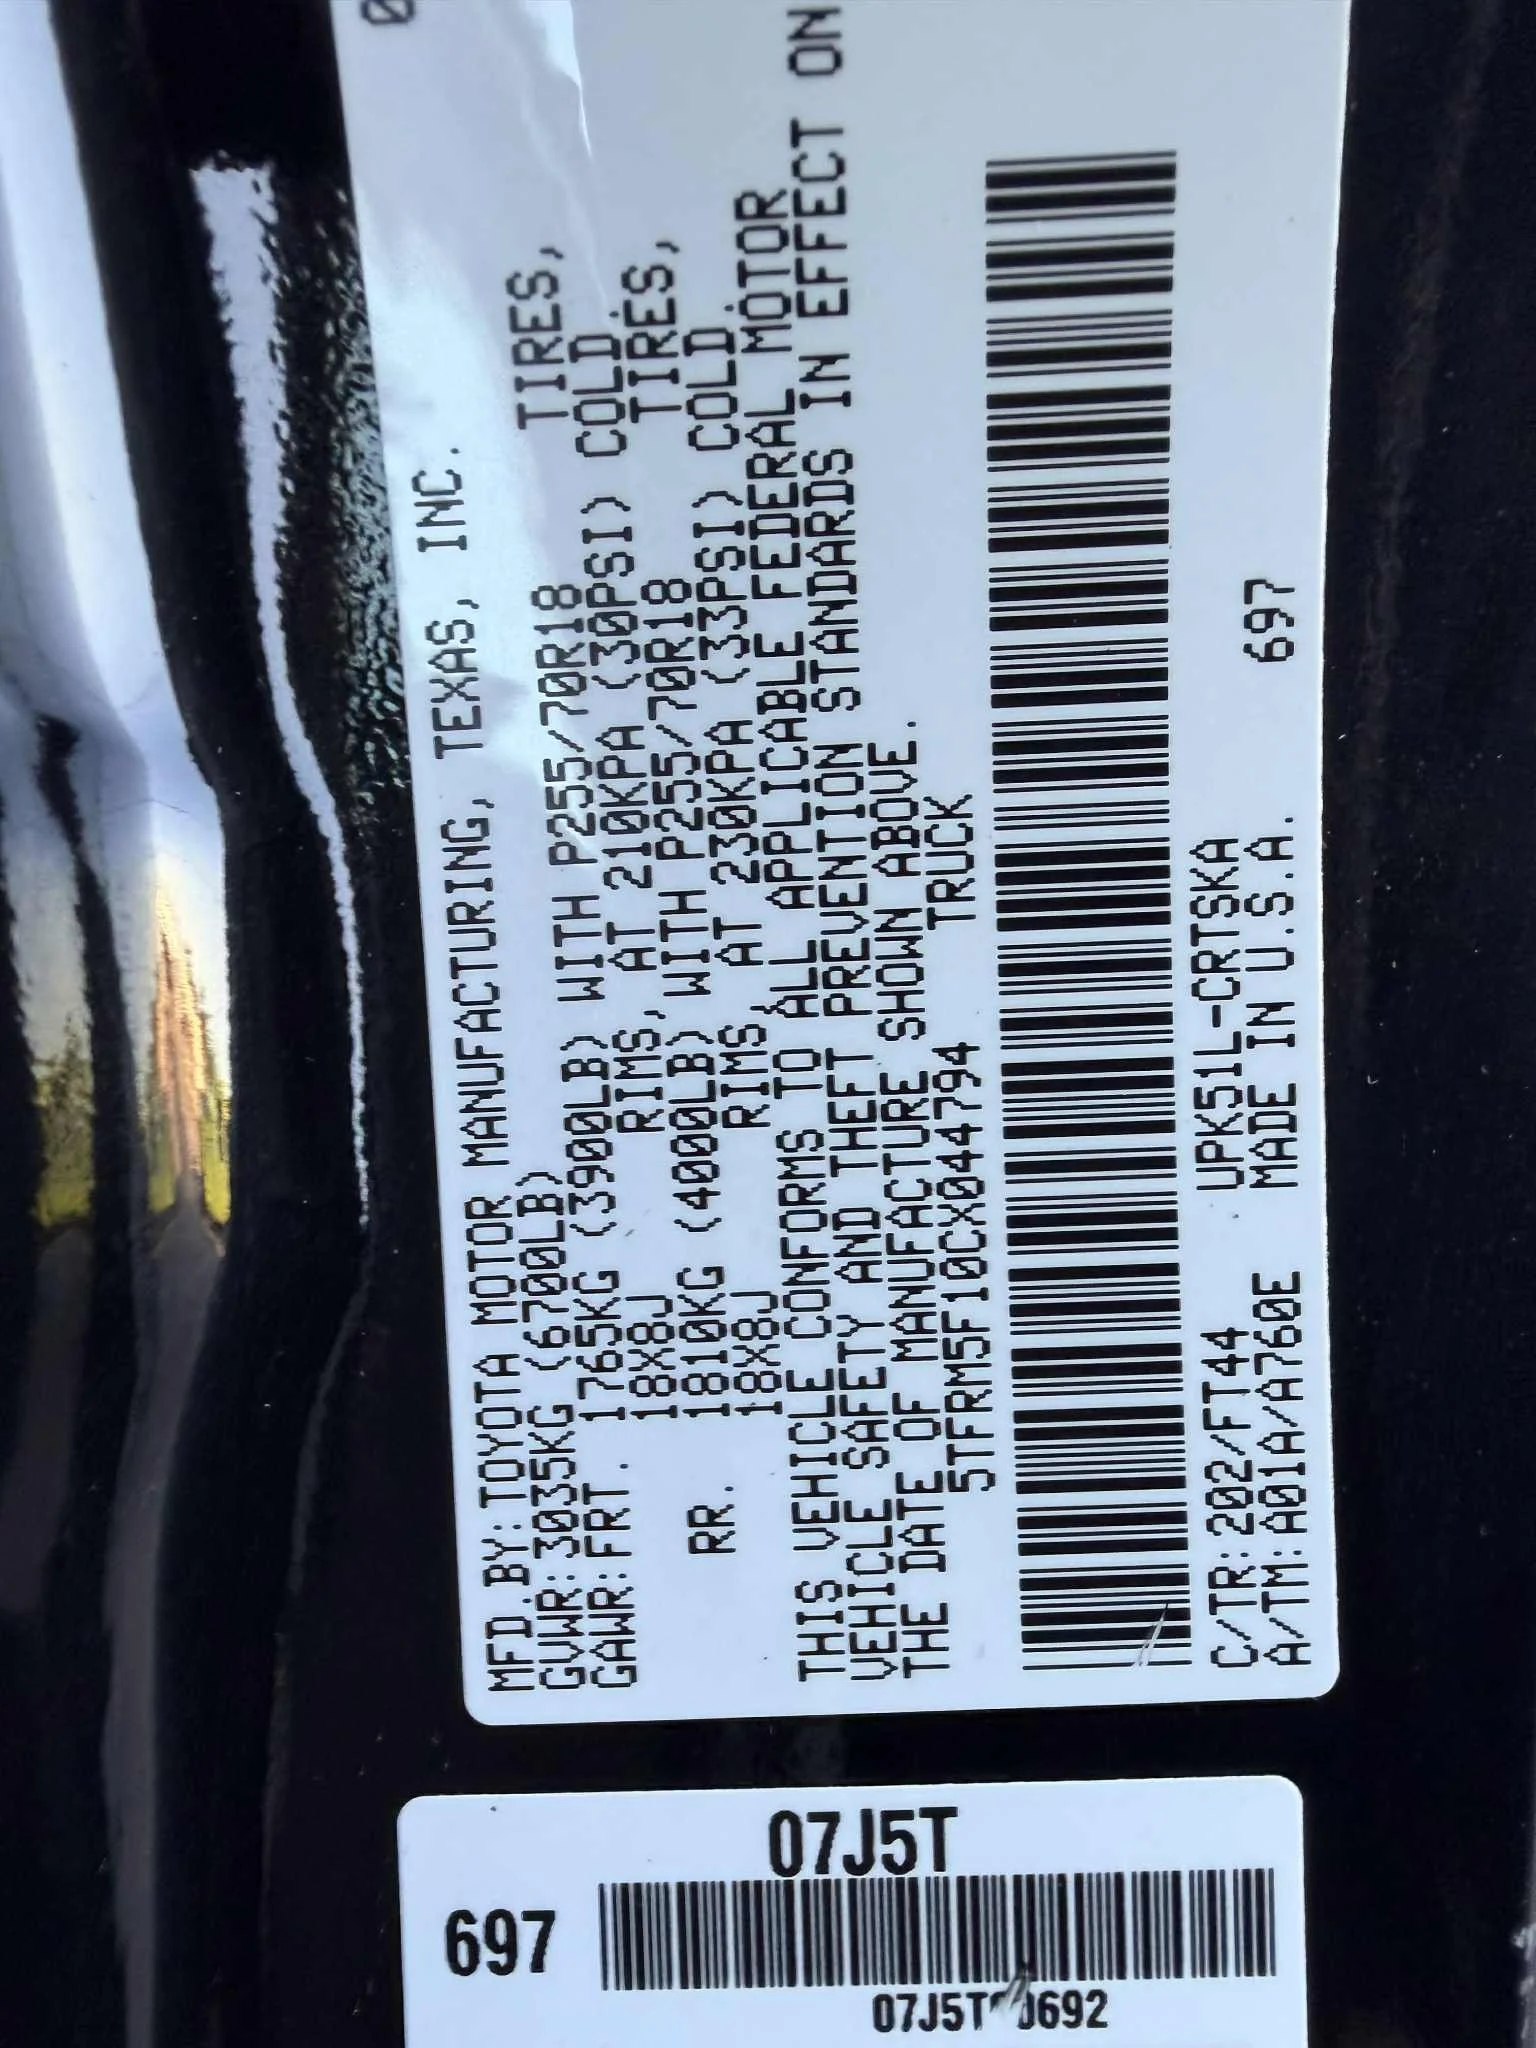 MFD.BY:TOYOTA MOTOR MANUFACTURING, TEXAS, INC.
GVWR:3035KG (6700LB)
GAWR:FRT. 1765KG (3900LB) WITH P255/70R18 TIRES,
18X8J RIMS, AT 210KPA (30PSI) COLD.
RR. 1810KG (4000LB) WITH P255/70R18 TIRES,
18X8J RIMS, AT 230KPA (33PSI) COLD.
THIS VEHICLE CONFORMS TO ALL APPLICABLE FEDERAL MOTOR
VEHICLE SAFETY AND THEFT PREVENTION STANDARDS IN EFFECT ON
THE DATE OF MANUFACTURE SHOWN ABOVE.
5TFRM5F10CX044794 TRUCK
C/TR:202/FT44 UPK51L-CRTSKA
A/TM:A01A/A760E MADE IN U.S.A. 697
07J5T
697